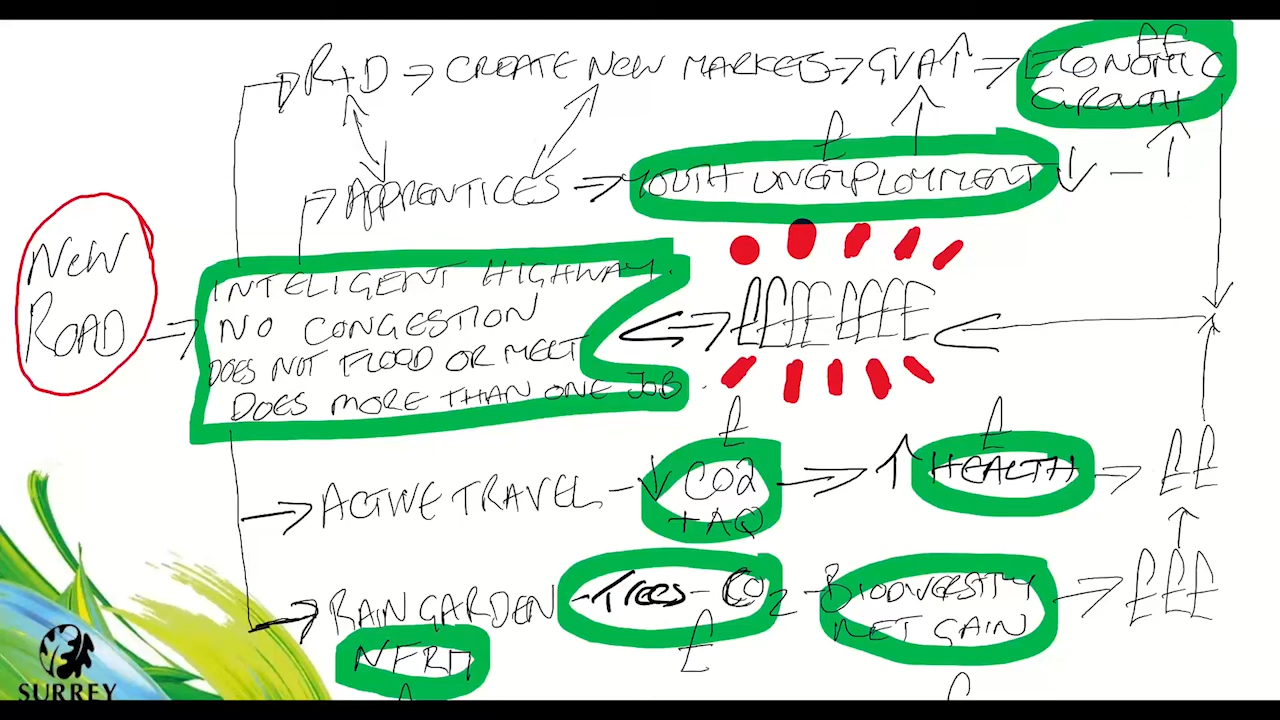 R+D → CREATE NEW MARKETS → GVA↑ → ££ ECONOMIC GROWTH
£
APPRENTICES → YOUTH UNEMPLOYMENT ↓ – ↑
NEW
ROAD
INTELIGENT HIGHWAY.
NO CONGESTION
DOES NOT FLOOD OR MELT
DOES MORE THAN ONE JOB
£££££££
£
£
ACTIVE TRAVEL – ↓ CO2 → ↑ HEALTH → ££
+ AQ
RAIN GARDEN – TREES – CO2 – BIODIVERSITY → £££
NET GAIN
NFRM
£
SURREY